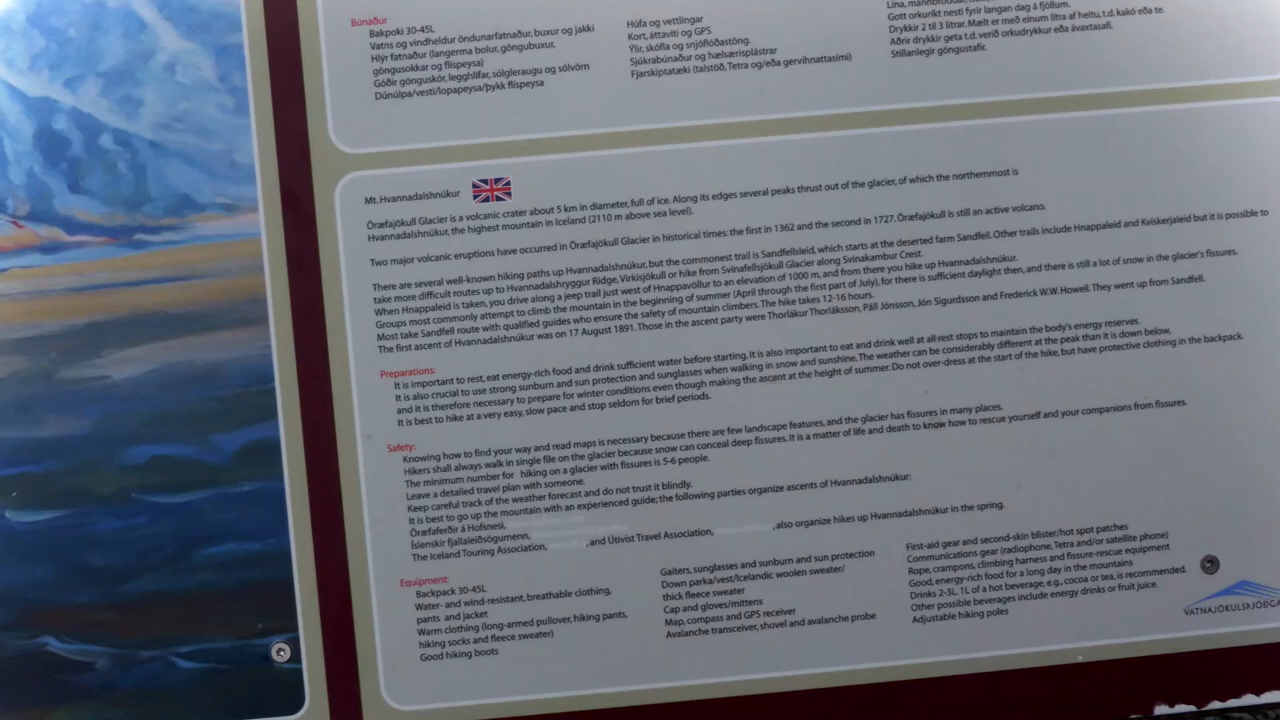 Búnaður
Bakpoki 30-45L
Vatns og vindheldur öndunarfatnaður, buxur og jakki
Hlýr fatnaður (langerma bolur, göngubuxur,
göngusokkar og flíspeysa)
Góðir gönguskór, legghlífar, sólgleraugu og sólvörn
Dúnúlpa/vesti/lopapeysa/þykk flíspeysa
Húfa og vettlingar
Kort, áttaviti og GPS
Ýlir, skófla og snjóflóðastöng.
Sjúkrabúnaður og hælsærisplástrar
Fjarskiptatæki (talstöð, Tetra og/eða gervihnattasími)
Lína,
Gott orkuríkt nesti fyrir langan dag á fjöllum.
Drykkir 2 til 3 lítrar. Mælt er með einum lítra af heitu, t.d. kakó eða te.
Aðrir drykkir geta t.d. verið orkudrykkur eða ávaxtasafi.
Stillanlegir göngustafir.
Mt. Hvannadalshnúkur
Öræfajökull Glacier is a volcanic crater about 5 km in diameter, full of ice. Along its edges several peaks thrust out of the glacier, of which the northernmost is
Hvannadalshnúkur, the highest mountain in Iceland (2110 m above sea level).
Two major volcanic eruptions have occurred in Öræfajökull Glacier in historical times: the first in 1362 and the second in 1727. Öræfajökull is still an active volcano.
There are several well-known hiking paths up Hvannadalshnúkur, but the commonest trail is Sandfellsleid, which starts at the deserted farm Sandfell. Other trails include Hnappaleid and Kvískerjaleid but it is possible to
take more difficult routes up to Hvannadalshryggur Ridge, Virkisjökull or hike from Svínafellsjökull Glacier along Svínakambur Crest.
When Hnappaleid is taken, you drive along a jeep trail just west of Hnappavöllur to an elevation of 1000 m, and from there you hike up Hvannadalshnúkur.
Groups most commonly attempt to climb the mountain in the beginning of summer (April through the first part of July), for there is sufficient daylight then, and there is still a lot of snow in the glacier's fissures.
Most take Sandfell route with qualified guides who ensure the safety of mountain climbers. The hike takes 12-16 hours.
The first ascent of Hvannadalshnúkur was on 17 August 1891. Those in the ascent party were Thorlákur Thorláksson, Páll Jónsson, Jón Sigurdsson and Frederick W.W. Howell. They went up from Sandfell.
Preparations:
It is important to rest, eat energy-rich food and drink sufficient water before starting. It is also important to eat and drink well at all rest stops to maintain the body's energy reserves.
It is also crucial to use strong sunburn and sun protection and sunglasses when walking in snow and sunshine. The weather can be considerably different at the peak than it is down below,
and it is therefore necessary to prepare for winter conditions even though making the ascent at the height of summer. Do not over-dress at the start of the hike, but have protective clothing in the backpack.
It is best to hike at a very easy, slow pace and stop seldom for brief periods.
Safety:
Knowing how to find your way and read maps is necessary because there are few landscape features, and the glacier has fissures in many places.
Hikers shall always walk in single file on the glacier because snow can conceal deep fissures. It is a matter of life and death to know how to rescue yourself and your companions from fissures.
The minimum number for hiking on a glacier with fissures is 5-6 people.
Leave a detailed travel plan with someone.
Keep careful track of the weather forecast and do not trust it blindly.
It is best to go up the mountain with an experienced guide; the following parties organize ascents of Hvannadalshnúkur:
Öræfaferðir á Hofsnesi,
Íslenskir fjallaleiðsögumenn,
The Iceland Touring Association, , and Útivist Travel Association, , also organize hikes up Hvannadalshnúkur in the spring.
Equipment:
Backpack 30-45L
Water- and wind-resistant, breathable clothing,
pants and jacket
Warm clothing (long-armed pullover, hiking pants,
hiking socks and fleece sweater)
Good hiking boots
Gaiters, sunglasses and sunburn and sun protection
Down parka/vest/Icelandic woolen sweater/
thick fleece sweater
Cap and gloves/mittens
Map, compass and GPS receiver
Avalanche transceiver, shovel and avalanche probe
First-aid gear and second-skin blister/hot spot patches
Communications gear (radiophone, Tetra and/or satellite phone)
Rope, crampons, climbing harness and fissure-rescue equipment
Good, energy-rich food for a long day in the mountains
Drinks 2-3L. 1L of a hot beverage, e.g., cocoa or tea, is recommended.
Other possible beverages include energy drinks or fruit juice.
Adjustable hiking poles
VATNAJÖKULSÞJÓÐGA